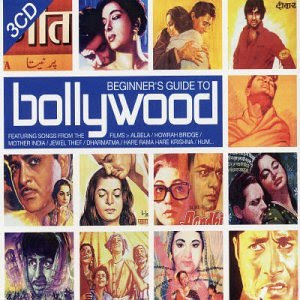 3CD
दीवार
BEGINNER'S GUIDE TO
bollywood
FEATURING SONGS FROM THE FILMS > ALBELA / HOWRAH BRIDGE /
MOTHER INDIA / JEWEL THIEF / DHARMATMA / HARE RAMA HARE KRISHNA / HUM...